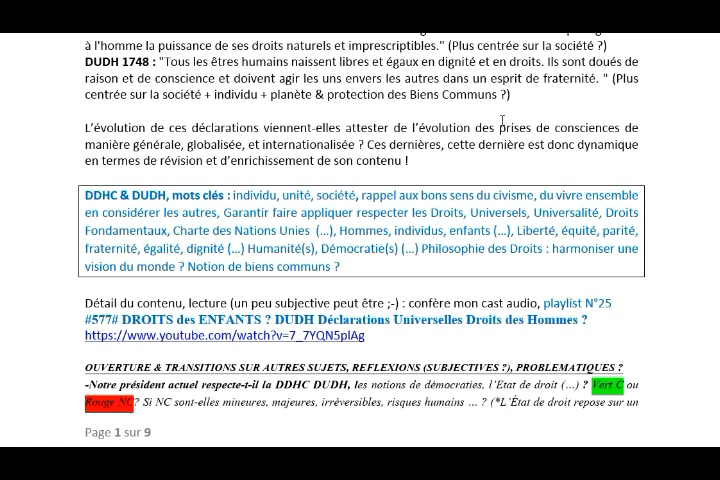 à l'homme la puissance de ses droits naturels et imprescriptibles." (Plus centrée sur la société ?)
DUDH 1748 : "Tous les êtres humains naissent libres et égaux en dignité et en droits. Ils sont doués de
raison et de conscience et doivent agir les uns envers les autres dans un esprit de fraternité. " (Plus
centrée sur la société + individu + planète & protection des Biens Communs ?)
L'évolution de ces déclarations viennent-elles attester de l'évolution des prises de consciences de
manière générale, globalisée, et internationalisée ? Ces dernières, cette dernière est donc dynamique
en termes de révision et d'enrichissement de son contenu !
DDHC & DUDH, mots clés : individu, unité, société, rappel aux bons sens du civisme, du vivre ensemble
en considérer les autres, Garantir faire appliquer respecter les Droits, Universels, Universalité, Droits
Fondamentaux, Charte des Nations Unies (...), Hommes, individus, enfants (...), Liberté, équité, parité,
fraternité, égalité, dignité (...) Humanité(s), Démocratie(s) (...) Philosophie des Droits : harmoniser une
vision du monde ? Notion de biens communs ?
Détail du contenu, lecture (un peu subjective peut être ;-) : confère mon cast audio, playlist N°25
#577# DROITS des ENFANTS ? DUDH Déclarations Universelles Droits des Hommes ?
https://www.youtube.com/watch?v=7_7YQN5plAg
OUVERTURE & TRANSITIONS SUR AUTRES SUJETS, REFLEXIONS (SUBJECTIVES ?), PROBLEMATIQUES ?
-Notre président actuel respecte-t-il la DDHC DUDH, les notions de démocraties, l'Etat de droit (...) ? Vert C ou
Rouge NC? Si NC sont-elles mineures, majeures, irréversibles, risques humains ... ? (*L'État de droit repose sur un
Page 1 sur 9